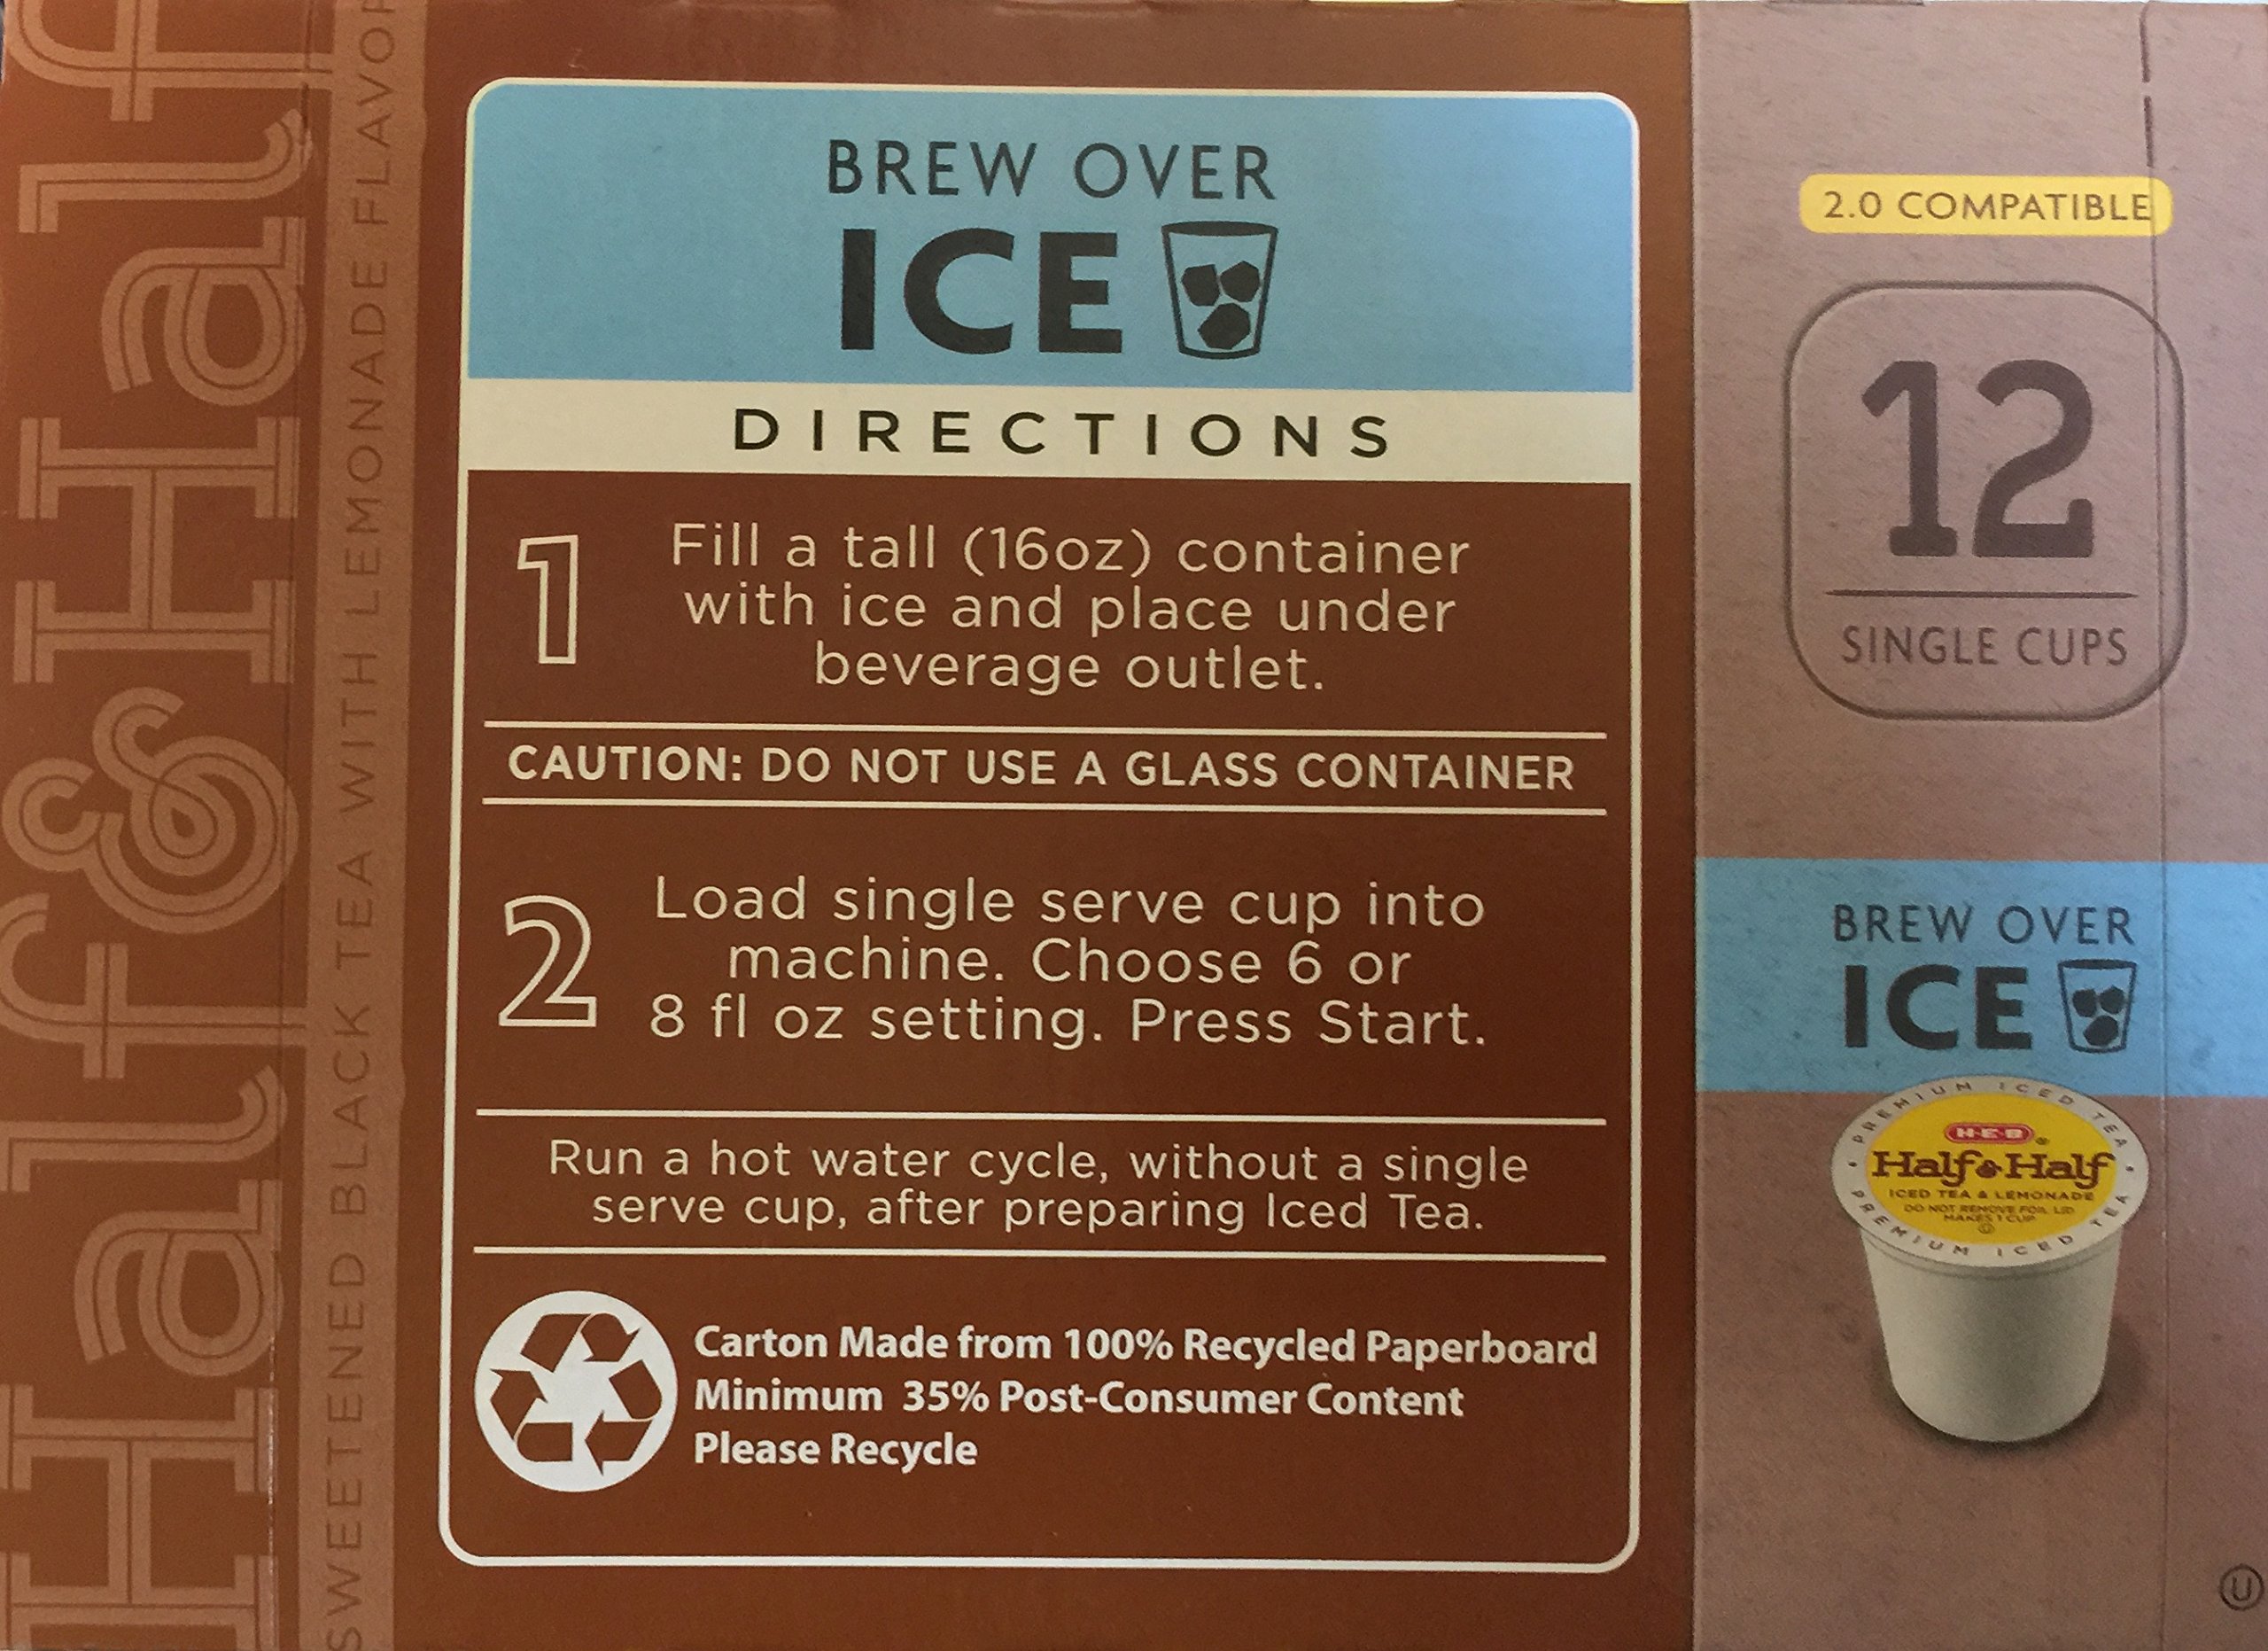 Half & Half
SWEETENED BLACK TEA WITH LEMONADE FLAVOR
BREW OVER
ICE
DIRECTIONS
1
Fill a tall (16oz) container
with ice and place under
beverage outlet.
CAUTION: DO NOT USE A GLASS CONTAINER
2
Load single serve cup into
machine. Choose 6 or
8 fl oz setting. Press Start.
Run a hot water cycle, without a single
serve cup, after preparing Iced Tea.
Carton Made from 100% Recycled Paperboard
Minimum 35% Post-Consumer Content
Please Recycle
2.0 COMPATIBLE
12
SINGLE CUPS
BREW OVER
ICE
PREMIUM ICED TEA
H-E-B
Half & Half
ICED TEA & LEMONADE
DO NOT REMOVE FOIL LID
MAKES 1 CUP
U
PREMIUM ICED TEA
U